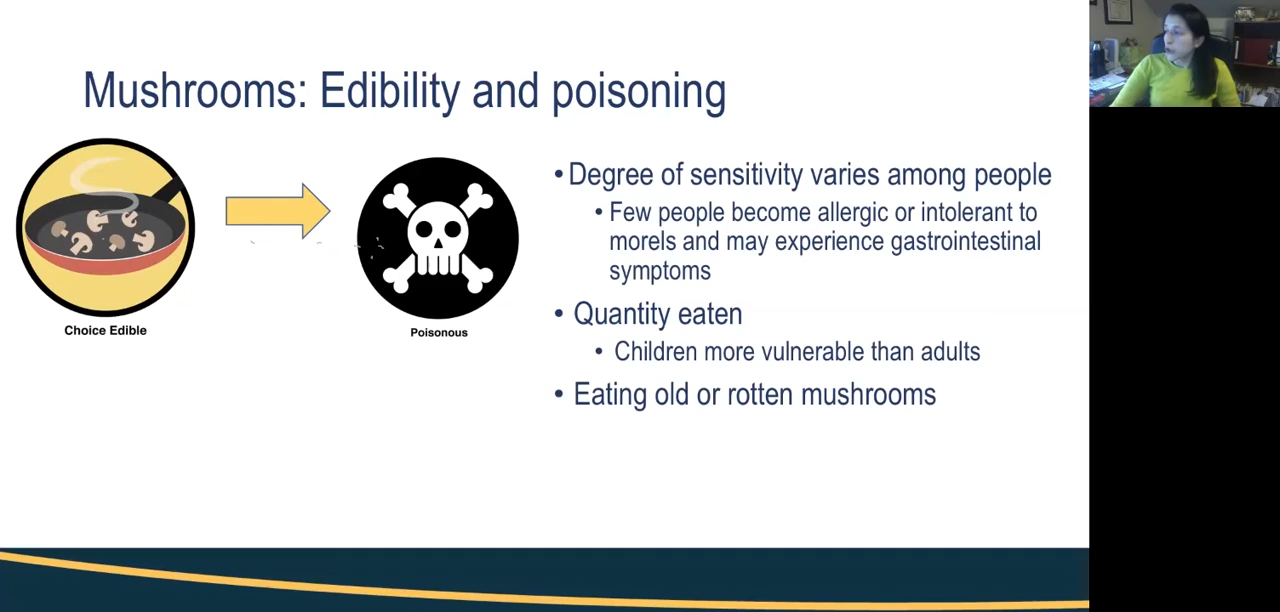 Mushrooms: Edibility and poisoning
Choice Edible
Poisonous
• Degree of sensitivity varies among people
• Few people become allergic or intolerant to
morels and may experience gastrointestinal
symptoms
• Quantity eaten
• Children more vulnerable than adults
• Eating old or rotten mushrooms